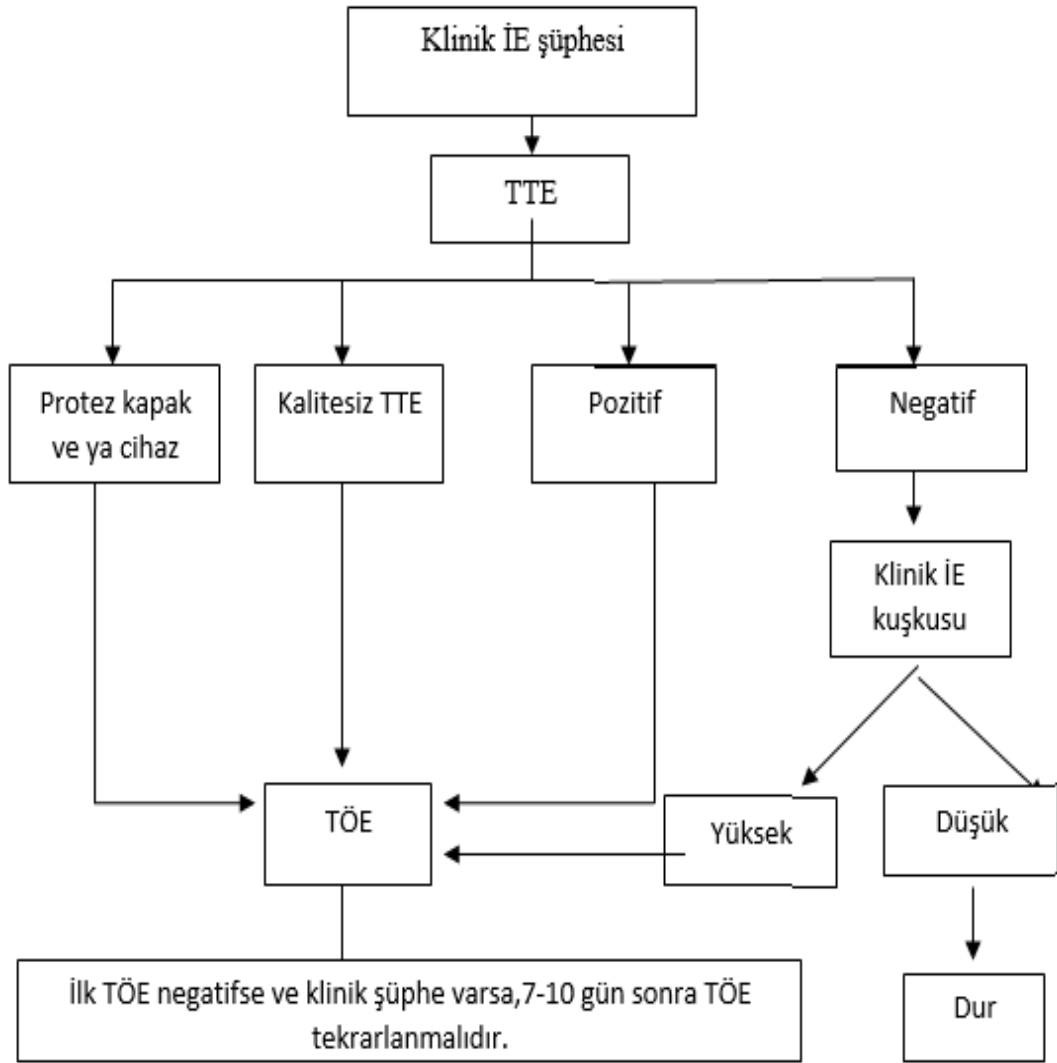 Klinik İE şüphesi
TTE
Protez kapak
ve ya cihaz
Kalitesiz TTE
Pozitif
Negatif
Klinik İE
kuşkusu
TÖE
Yüksek
Düşük
İlk TÖE negatifse ve klinik şüphe varsa,7-10 gün sonra TÖE
tekrarlanmalıdır.
Dur